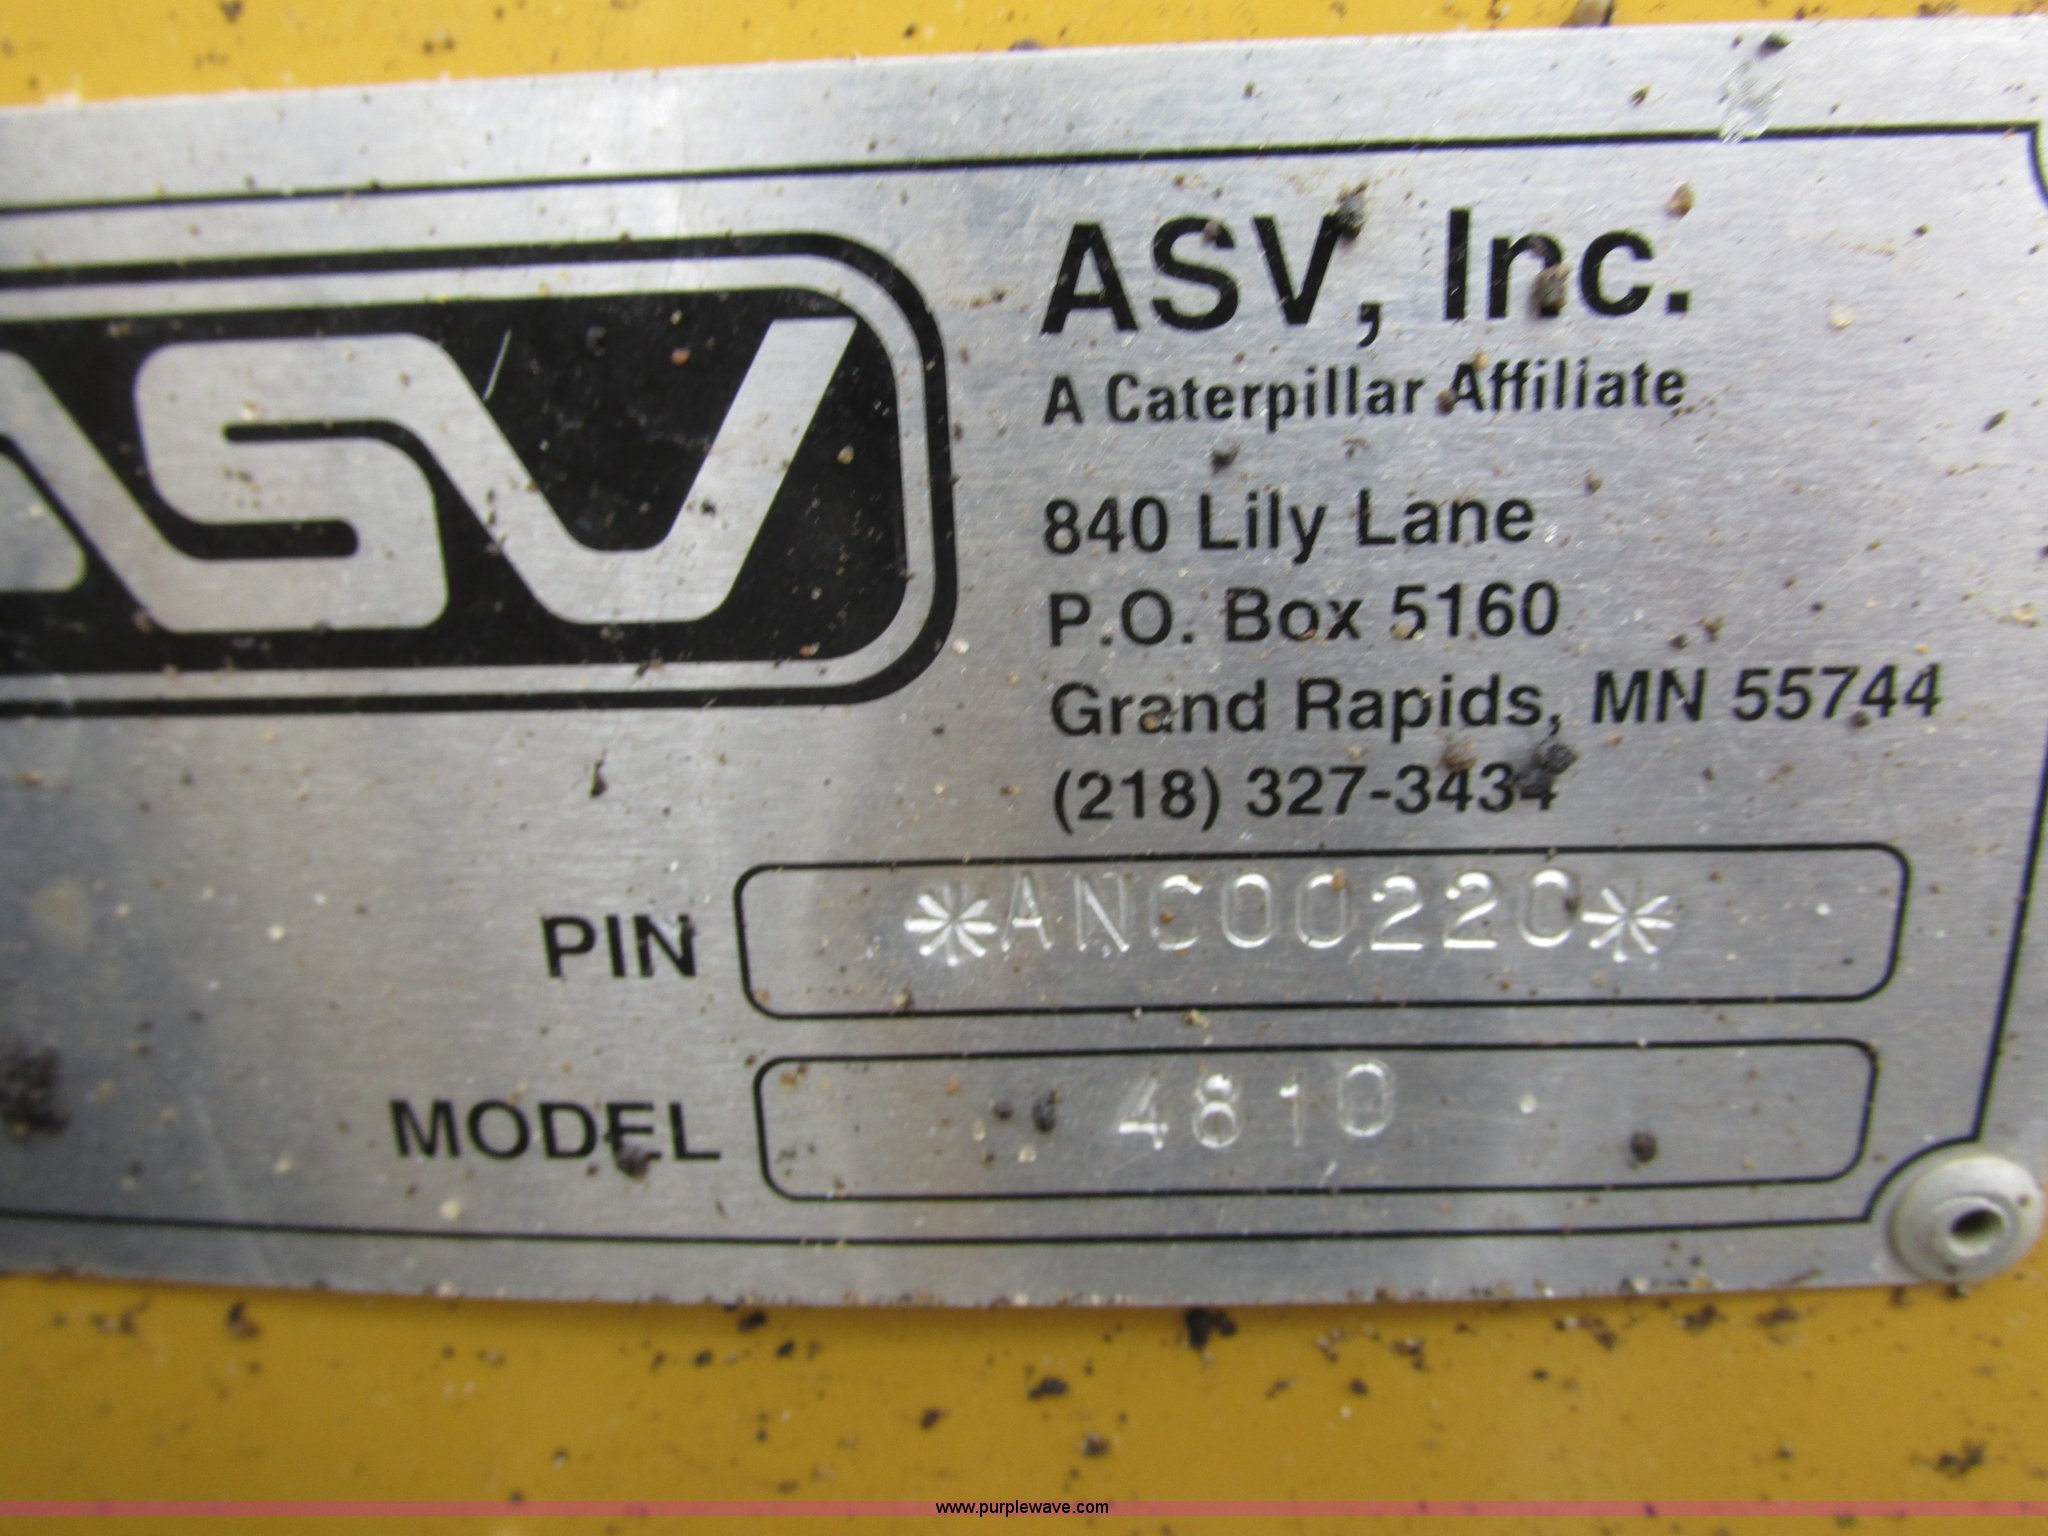 ASV
ASV, Inc.
A Caterpillar Affiliate
840 Lily Lane
P.O. Box 5160
Grand Rapids, MN 55744
(218) 327-3434
PIN *ANC00220*
MODEL 4810
www.purplewave.com